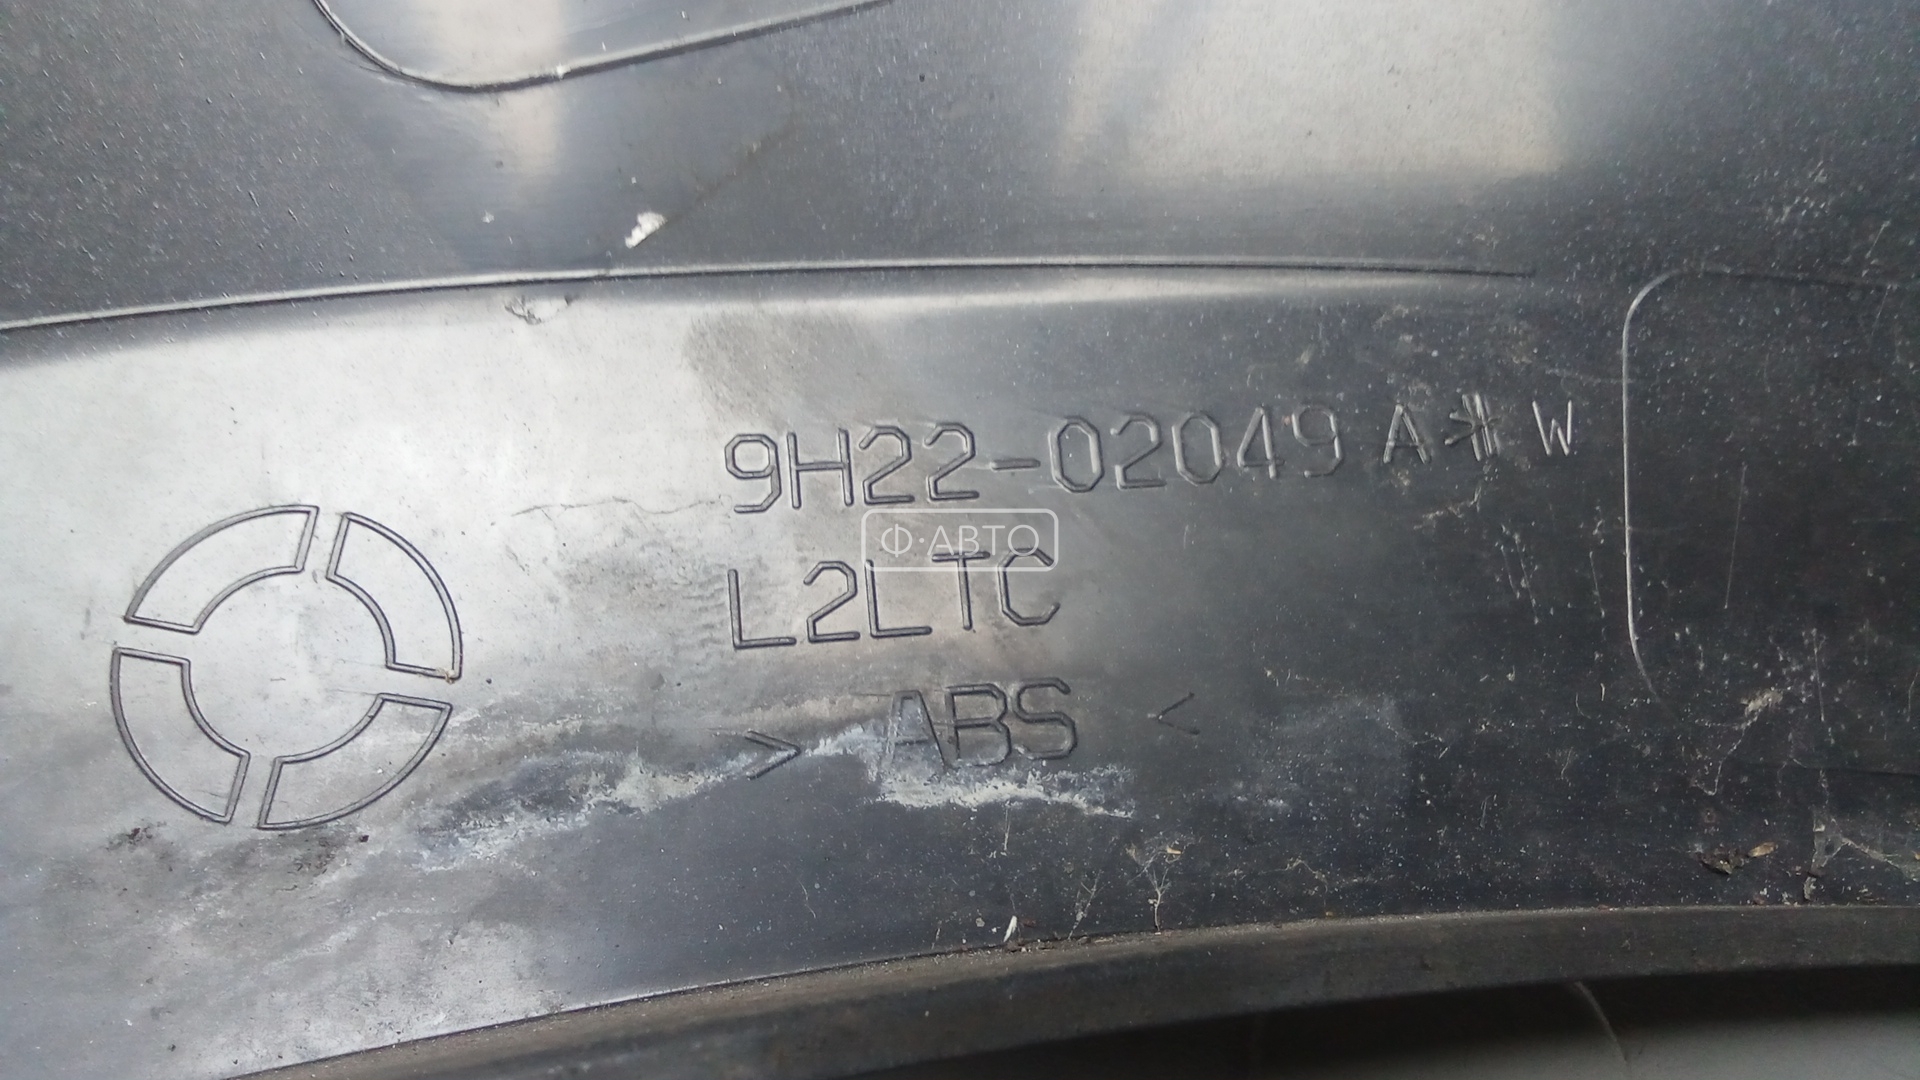 9H22-02049 A W
Ф·АВТО
L2LTC
> ABS <